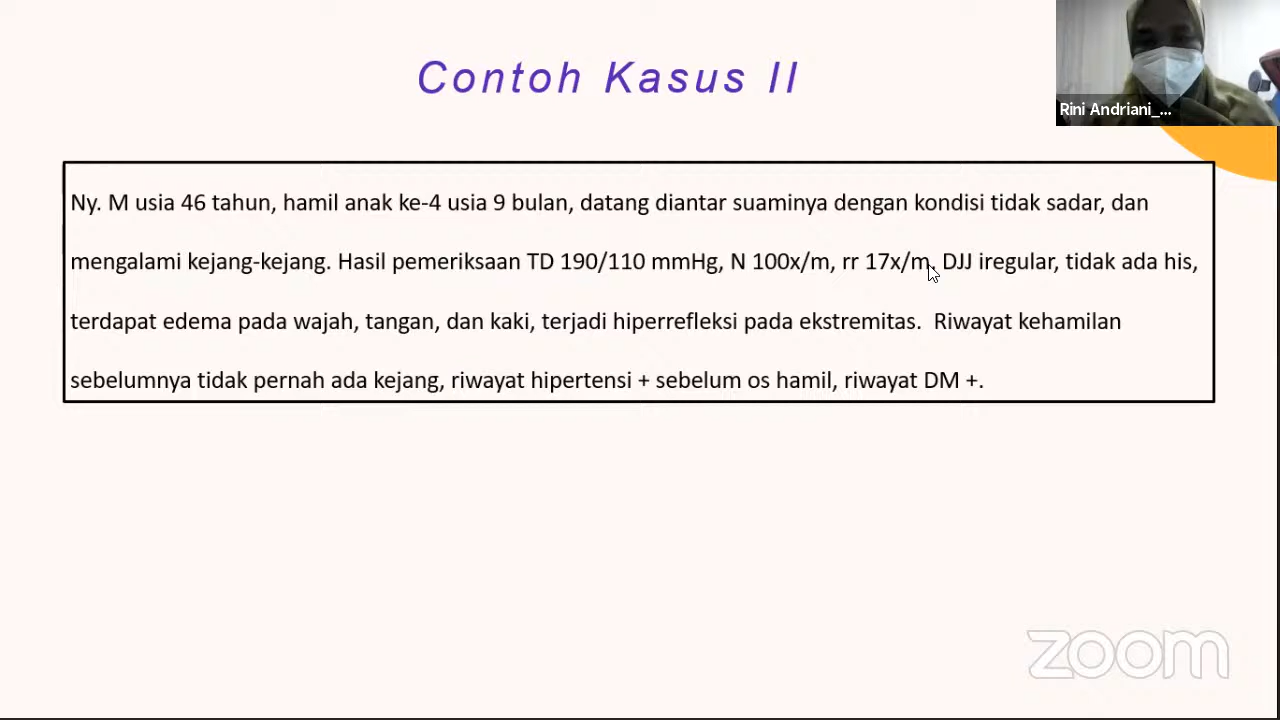 Contoh Kasus II
Rini Andriani_...
Ny. M usia 46 tahun, hamil anak ke-4 usia 9 bulan, datang diantar suaminya dengan kondisi tidak sadar, dan
mengalami kejang-kejang. Hasil pemeriksaan TD 190/110 mmHg, N 100x/m, rr 17x/m. DJJ iregular, tidak ada his,
terdapat edema pada wajah, tangan, dan kaki, terjadi hiperrefleksi pada ekstremitas. Riwayat kehamilan
sebelumnya tidak pernah ada kejang, riwayat hipertensi + sebelum os hamil, riwayat DM +.
zoom